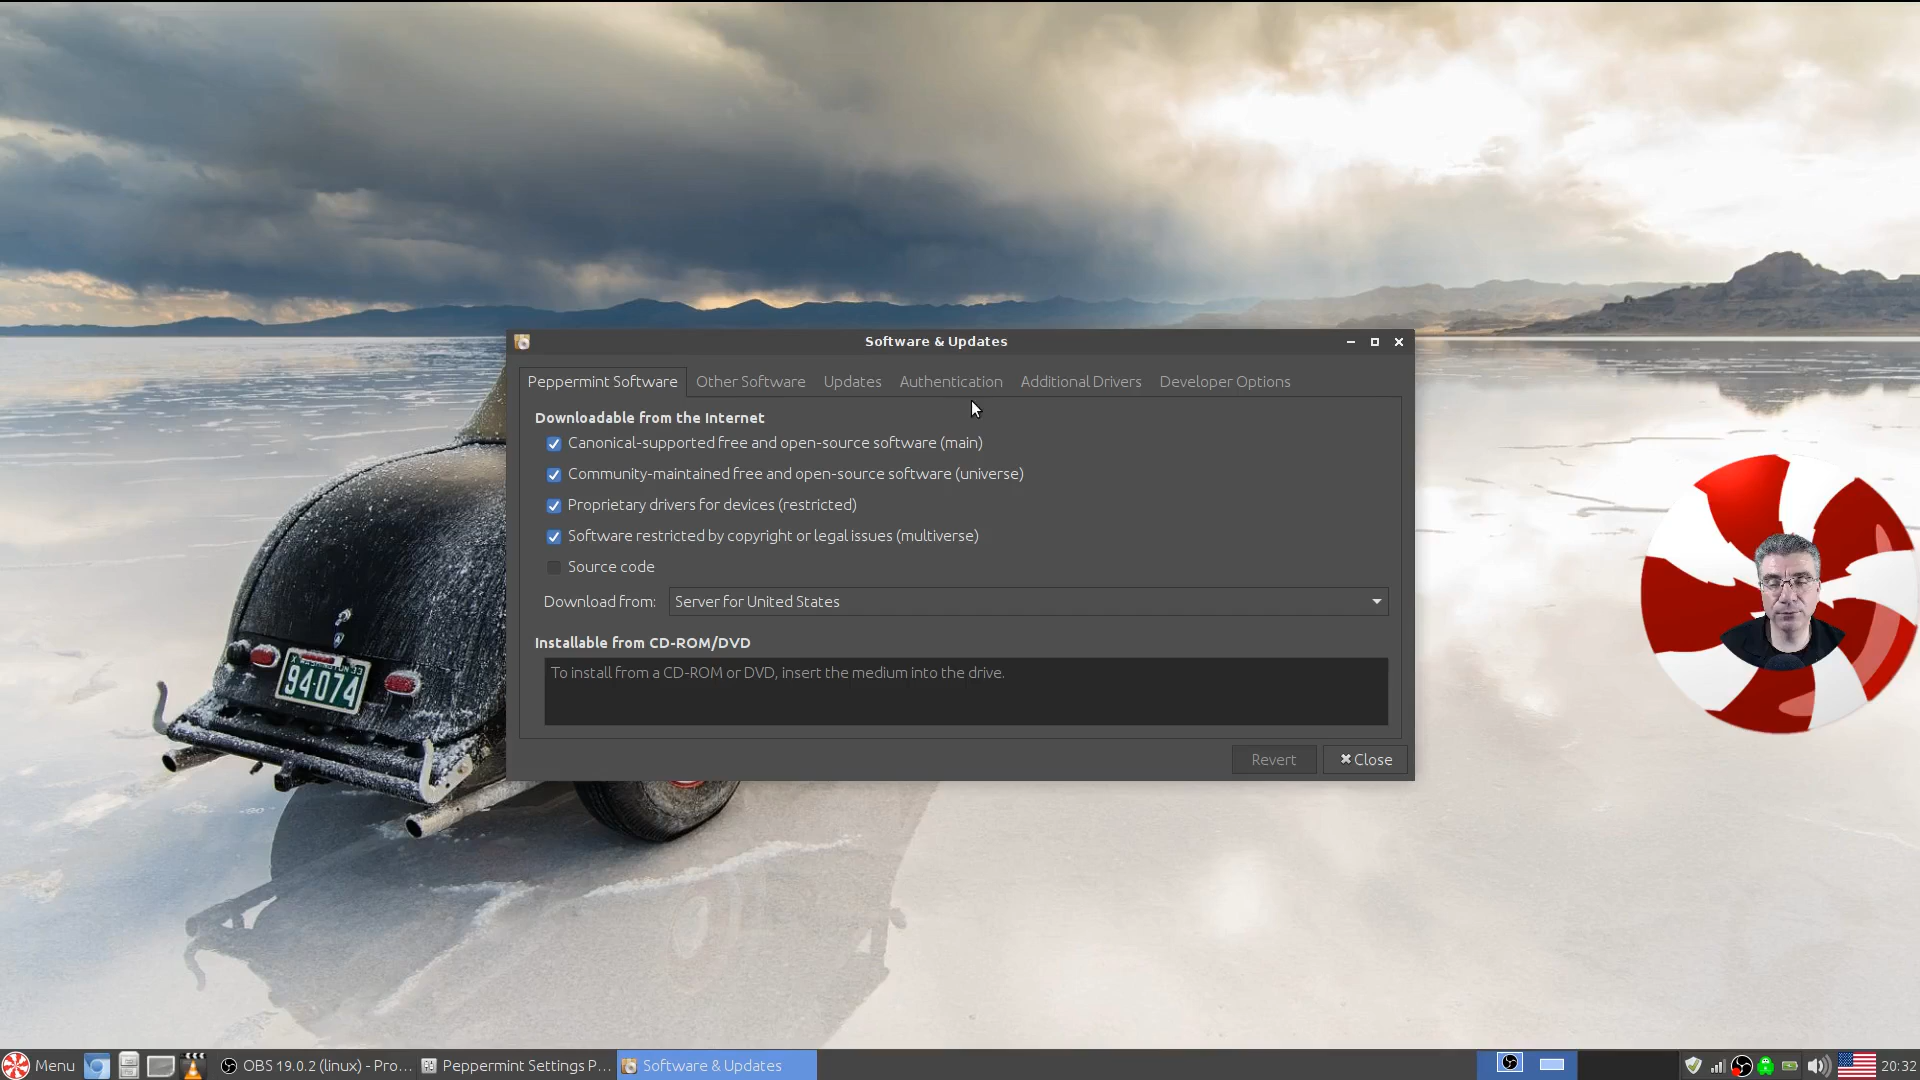 Software & Updates
Peppermint Software Other Software Updates Authentication Additional Drivers Developer Options
Downloadable from the Internet
Canonical-supported free and open-source software (main)
Community-maintained free and open-source software (universe)
Proprietary drivers for devices (restricted)
Software restricted by copyright or legal issues (multiverse)
Source code
Download from: Server for United States
Installable from CD-ROM/DVD
To install from a CD-ROM or DVD, insert the medium into the drive.
Revert Close
WASHINGTON 33
94-074
Menu OBS 19.0.2 (linux) - Pro... Peppermint Settings P... Software & Updates 20:32